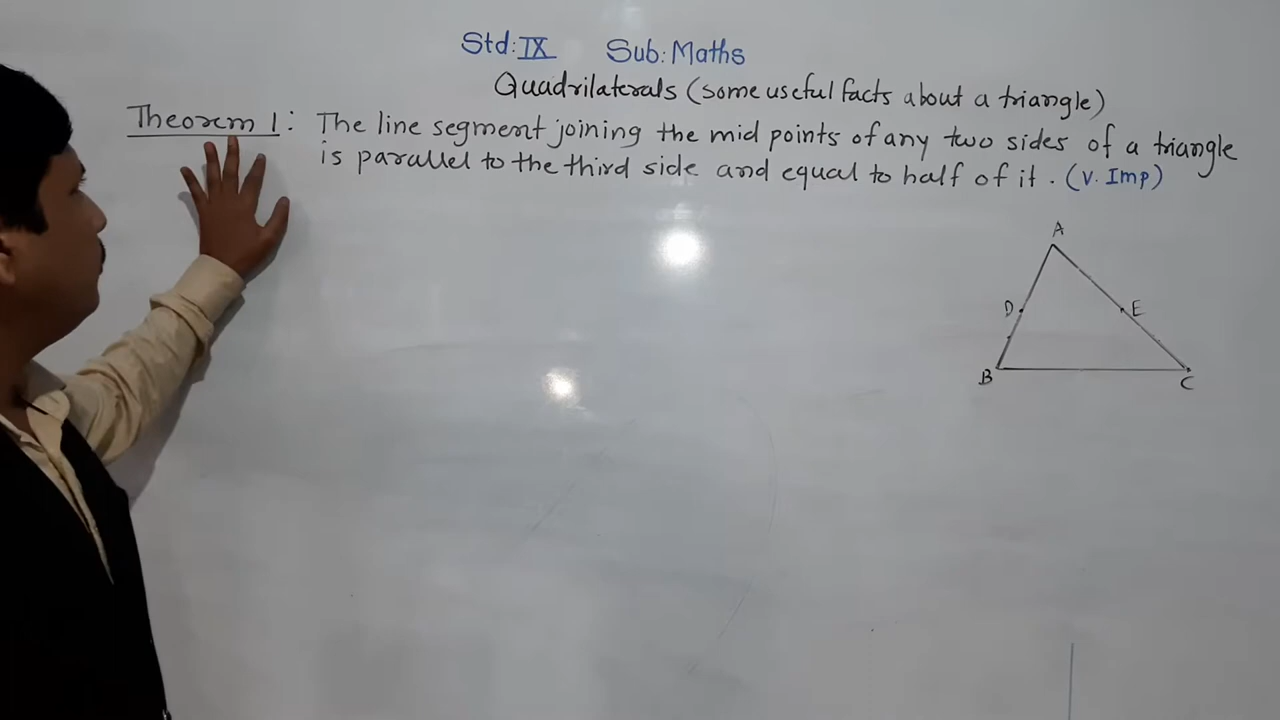 Std: IX Sub: Maths
Quadrilaterals (some useful facts about a triangle)
Theorem 1: The line segment joining the mid points of any two sides of a triangle
is parallel to the third side and equal to half of it. (V. Imp)
A
D E
B C